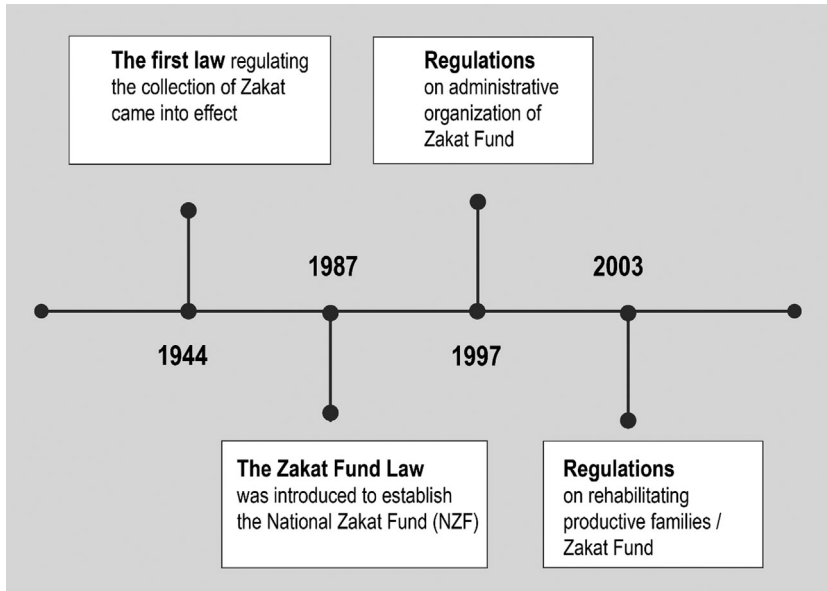 The first law regulating
the collection of Zakat
came into effect
Regulations
on administrative
organization of
Zakat Fund
1987
2003
1944
1997
The Zakat Fund Law
was introduced to establish
the National Zakat Fund (NZF)
Regulations
on rehabilitating
productive families /
Zakat Fund